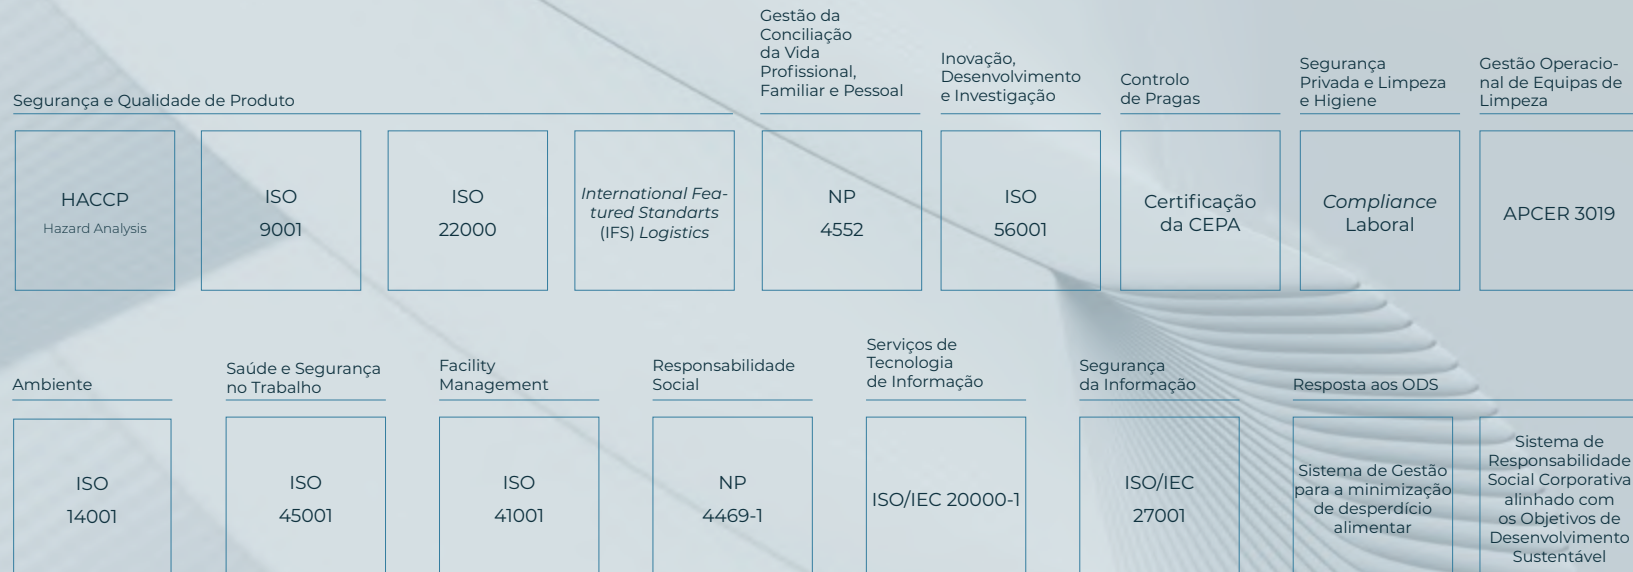 Segurança e Qualidade de Produto
HACCP
Hazard Analysis
ISO
9001
ISO
22000
International Fea-
tured Standarts
(IFS) Logistics
Gestão da
Conciliação
da Vida
Profissional,
Familiar e Pessoal
NP
4552
Inovação,
Desenvolvimento
e Investigação
ISO
56001
Controlo
de Pragas
Certificação
da CEPA
Segurança
Privada e Limpeza
e Higiene
Compliance
Laboral
Gestão Operacio-
nal de Equipas de
Limpeza
APCER 3019
Ambiente
ISO
14001
Saúde e Segurança
no Trabalho
ISO
45001
Facility
Management
ISO
41001
Responsabilidade
Social
NP
4469-1
Serviços de
Tecnologia
de Informação
ISO/IEC 20000-1
Segurança
da Informação
ISO/IEC
27001
Resposta aos ODS
Sistema de Gestão
para a minimização
de desperdício
alimentar
Sistema de
Responsabilidade
Social Corporativa
alinhado com
os Objetivos de
Desenvolvimento
Sustentável